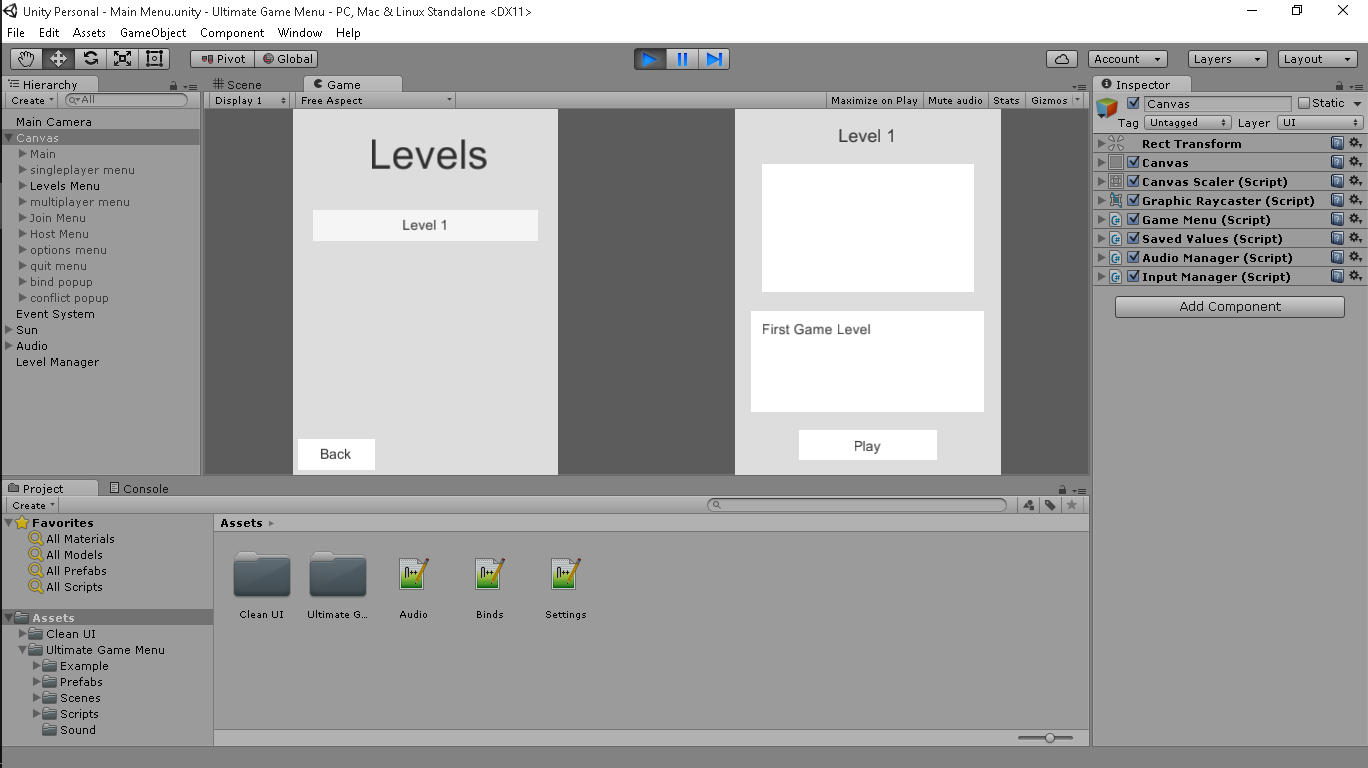 Unity Personal - Main Menu.unity - Ultimate Game Menu - PC, Mac & Linux Standalone <DX11>
File Edit Assets GameObject Component Window Help
Pivot Global Account Layers Layout
Hierarchy
Create All
Main Camera
Canvas
Main
singleplayer menu
Levels Menu
multiplayer menu
Join Menu
Host Menu
options menu
quit menu
bind popup
conflict popup
Event System
Sun
Audio
Level Manager
Scene Game
Display 1 Free Aspect Maximize on Play Mute audio Stats Gizmos
Levels
Level 1
Back
Level 1
First Game Level
Play
Inspector
Canvas Static
Tag Untagged Layer UI
Rect Transform
Canvas
Canvas Scaler (Script)
Graphic Raycaster (Script)
Game Menu (Script)
Saved Values (Script)
Audio Manager (Script)
Input Manager (Script)
Add Component
Project Console
Create
Favorites
All Materials
All Models
All Prefabs
All Scripts
Assets
Clean UI
Ultimate Game Menu
Example
Prefabs
Scenes
Scripts
Sound
Assets
Clean UI Ultimate G... Audio Binds Settings